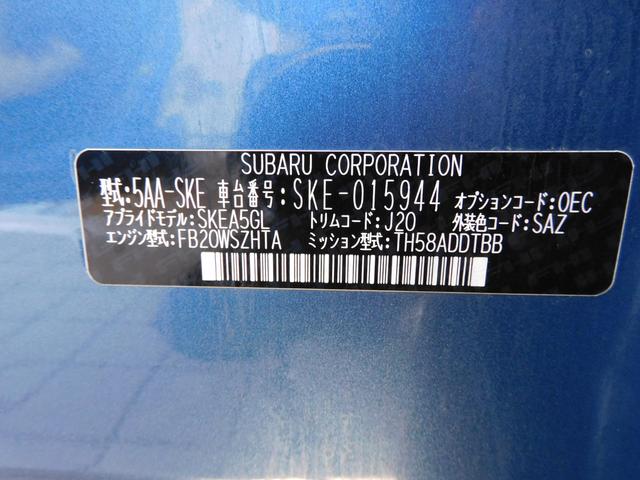 SUBARU CORPORATION
型式:5AA-SKE 車台番号:SKE-015944 オプションコード:OEC
アプライドモデル:SKEA5GL トリムコード:J20 外装色コード:SAZ
エンジン型式:FB20WSZHTA ミッション型式:TH58ADDTBB